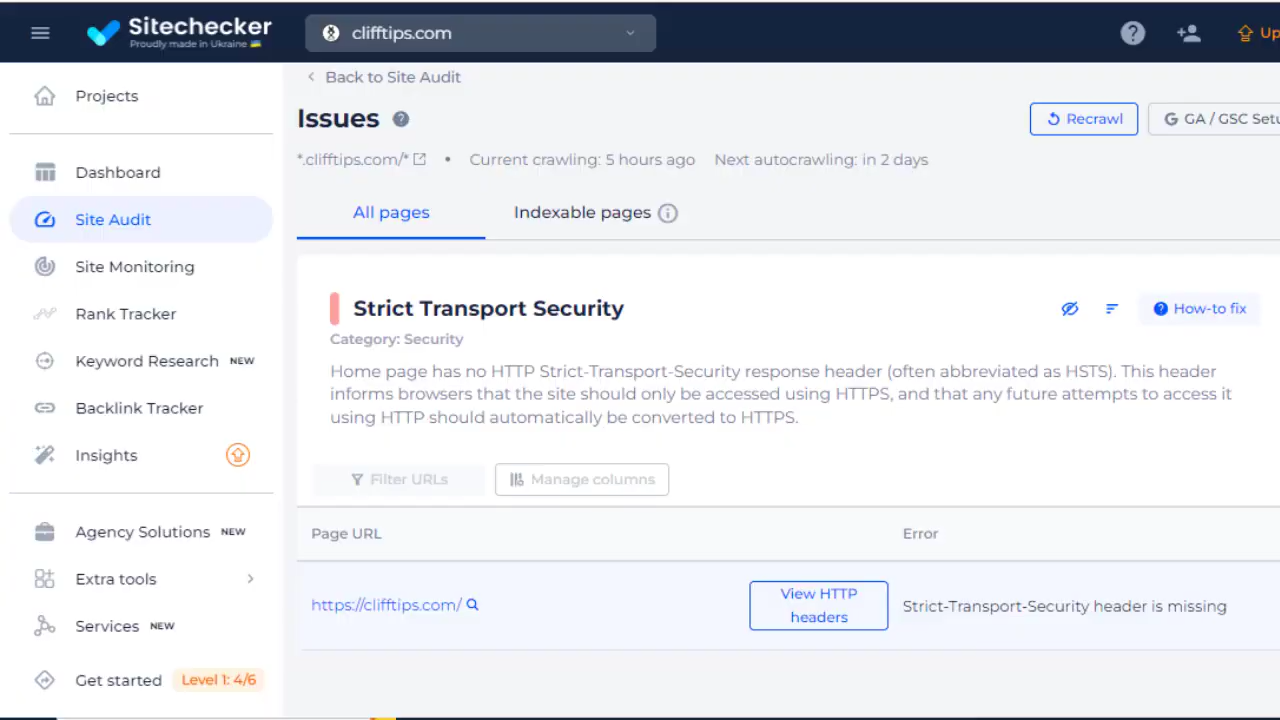 Sitechecker
Proudly made in Ukraine
clifftips.com
Up
Projects
Dashboard
Site Audit
Site Monitoring
Rank Tracker
Keyword Research NEW
Backlink Tracker
Insights
Agency Solutions NEW
Extra tools
Services NEW
Get started Level 1: 4/6
Back to Site Audit
Issues
Recrawl
GA / GSC Setu
*.clifftips.com/* • Current crawling: 5 hours ago Next autocrawling: in 2 days
All pages Indexable pages
Strict Transport Security
How-to fix
Category: Security
Home page has no HTTP Strict-Transport-Security response header (often abbreviated as HSTS). This header
informs browsers that the site should only be accessed using HTTPS, and that any future attempts to access it
using HTTP should automatically be converted to HTTPS.
Filter URLs Manage columns
Page URL Error
https://clifftips.com/
View HTTP
headers
Strict-Transport-Security header is missing